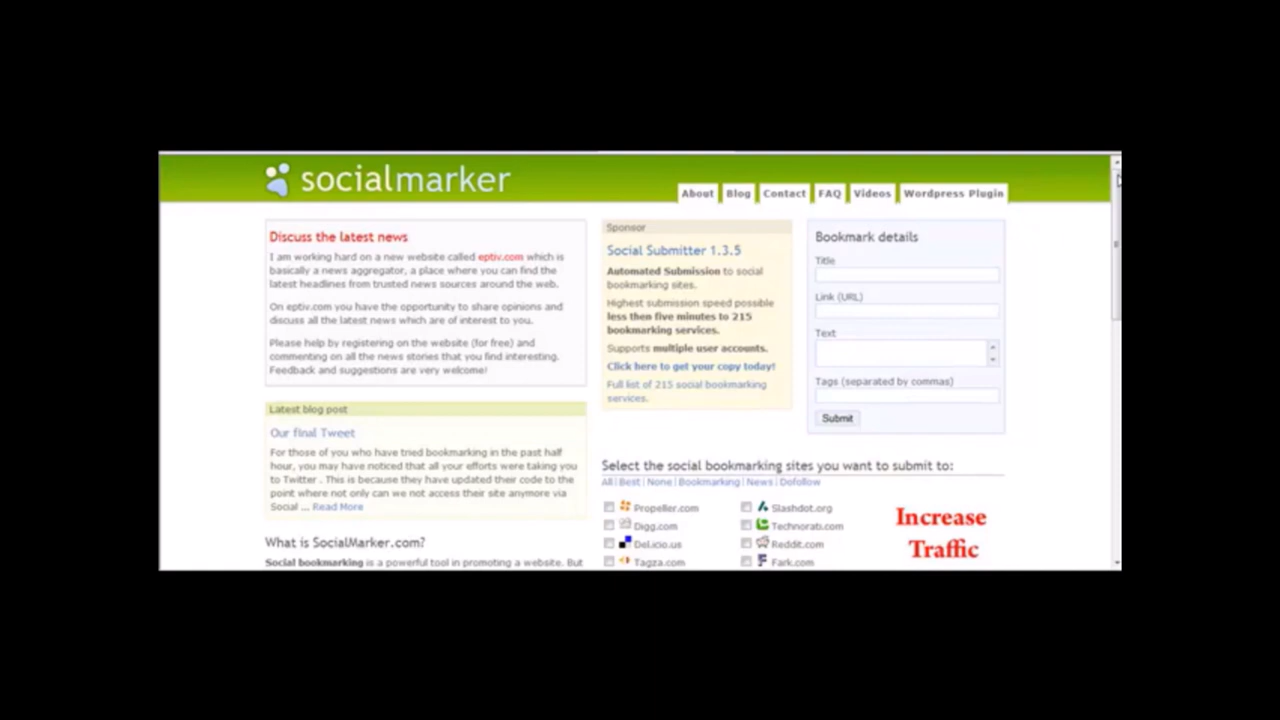 socialmarker
About
Blog
Contact
FAQ
Videos
Wordpress Plugin
Discuss the latest news
I am working hard on a new website called eptiv.com which is
basically a news aggregator, a place where you can find the
latest headlines from trusted news sources around the web.
On eptiv.com you have the opportunity to share opinions and
discuss all the latest news which are of interest to you.
Please help by registering on the website (for free) and
commenting on all the news stories that you find interesting.
Feedback and suggestions are very welcome!
Latest blog post
Our final Tweet
For those of you who have tried bookmarking in the past half
hour, you may have noticed that all your efforts were taking you
to Twitter . This is because they have updated their code to the
point where not only can we not access their site anymore via
Social ... Read More
What is SocialMarker.com?
Social bookmarking is a powerful tool in promoting a website. But
Sponsor
Social Submitter 1.3.5
Automated Submission to social
bookmarking sites.
Highest submission speed possible
less then five minutes to 215
bookmarking services.
Supports multiple user accounts.
Click here to get your copy today!
Full list of 215 social bookmarking
services.
Bookmark details
Title
Link (URL)
Text
Tags (separated by commas)
Submit
Select the social bookmarking sites you want to submit to:
All | Best | None | Bookmarking | News | Dofollow
Propeller.com
Digg.com
Del.icio.us
Tagza.com
Slashdot.org
Technorati.com
Reddit.com
Fark.com
Increase
Traffic